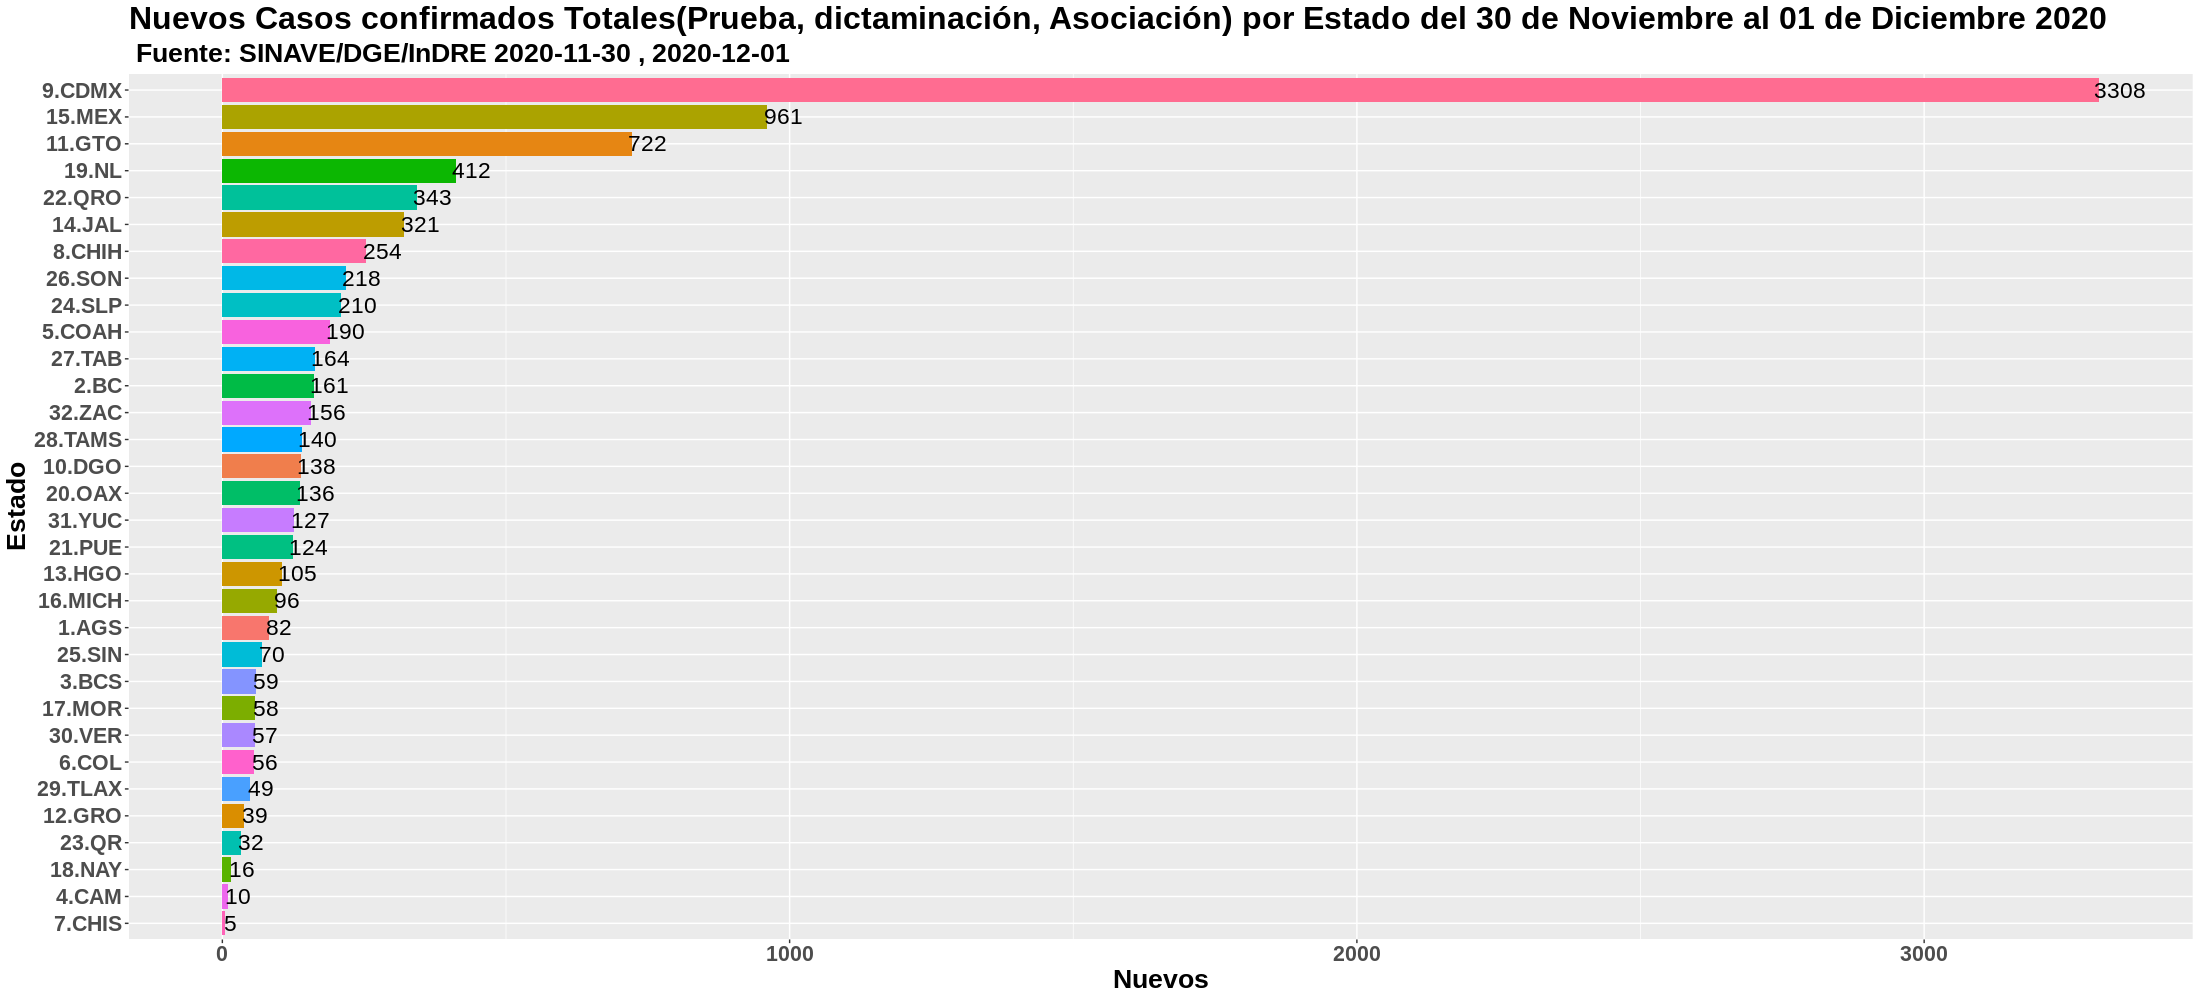 Nuevos Casos confirmados Totales(Prueba, dictaminación, Asociación) por Estado del 30 de Noviembre al 01 de Diciembre 2020
Fuente: SINAVE/DGE/InDRE 2020-11-30 , 2020-12-01
9.CDMX 3308
15.MEX 961
11.GTO 722
19.NL 412
22.QRO 343
14.JAL 321
8.CHIH 254
26.SON 218
24.SLP 210
5.COAH 190
27.TAB 164
2.BC 161
32.ZAC 156
28.TAMS 140
10.DGO 138
20.OAX 136
31.YUC 127
21.PUE 124
13.HGO 105
16.MICH 96
1.AGS 82
25.SIN 70
3.BCS 59
17.MOR 58
30.VER 57
6.COL 56
29.TLAX 49
12.GRO 39
23.QR 32
18.NAY 16
4.CAM 10
7.CHIS 5
Estado
0 1000 2000 3000
Nuevos